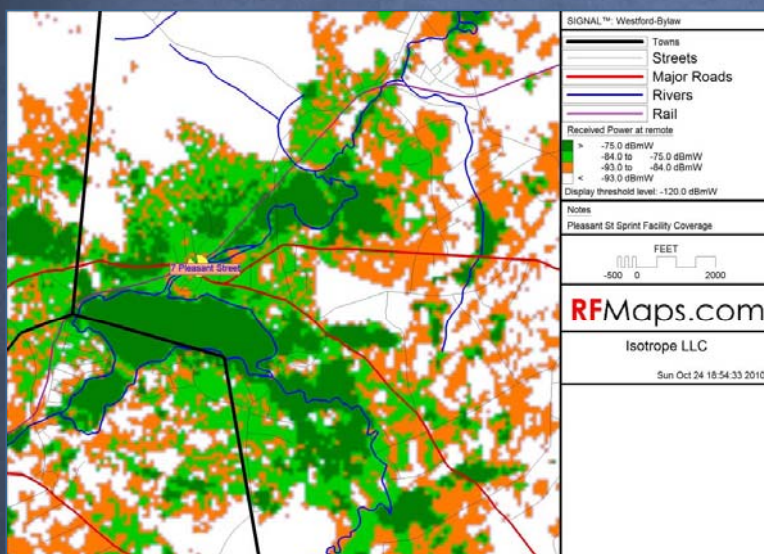 7 Pleasant Street
SIGNAL™: Westford-Bylaw
Towns
Streets
Major Roads
Rivers
Rail
Received Power at remote
> -75.0 dBmW
-84.0 to -75.0 dBmW
-93.0 to -84.0 dBmW
< -93.0 dBmW
Display threshold level: -120.0 dBmW
Notes
Pleasant St Sprint Facility Coverage
FEET
-500 0 2000
RFMaps.com
Isotrope LLC
Sun Oct 24 18:54:33 2010